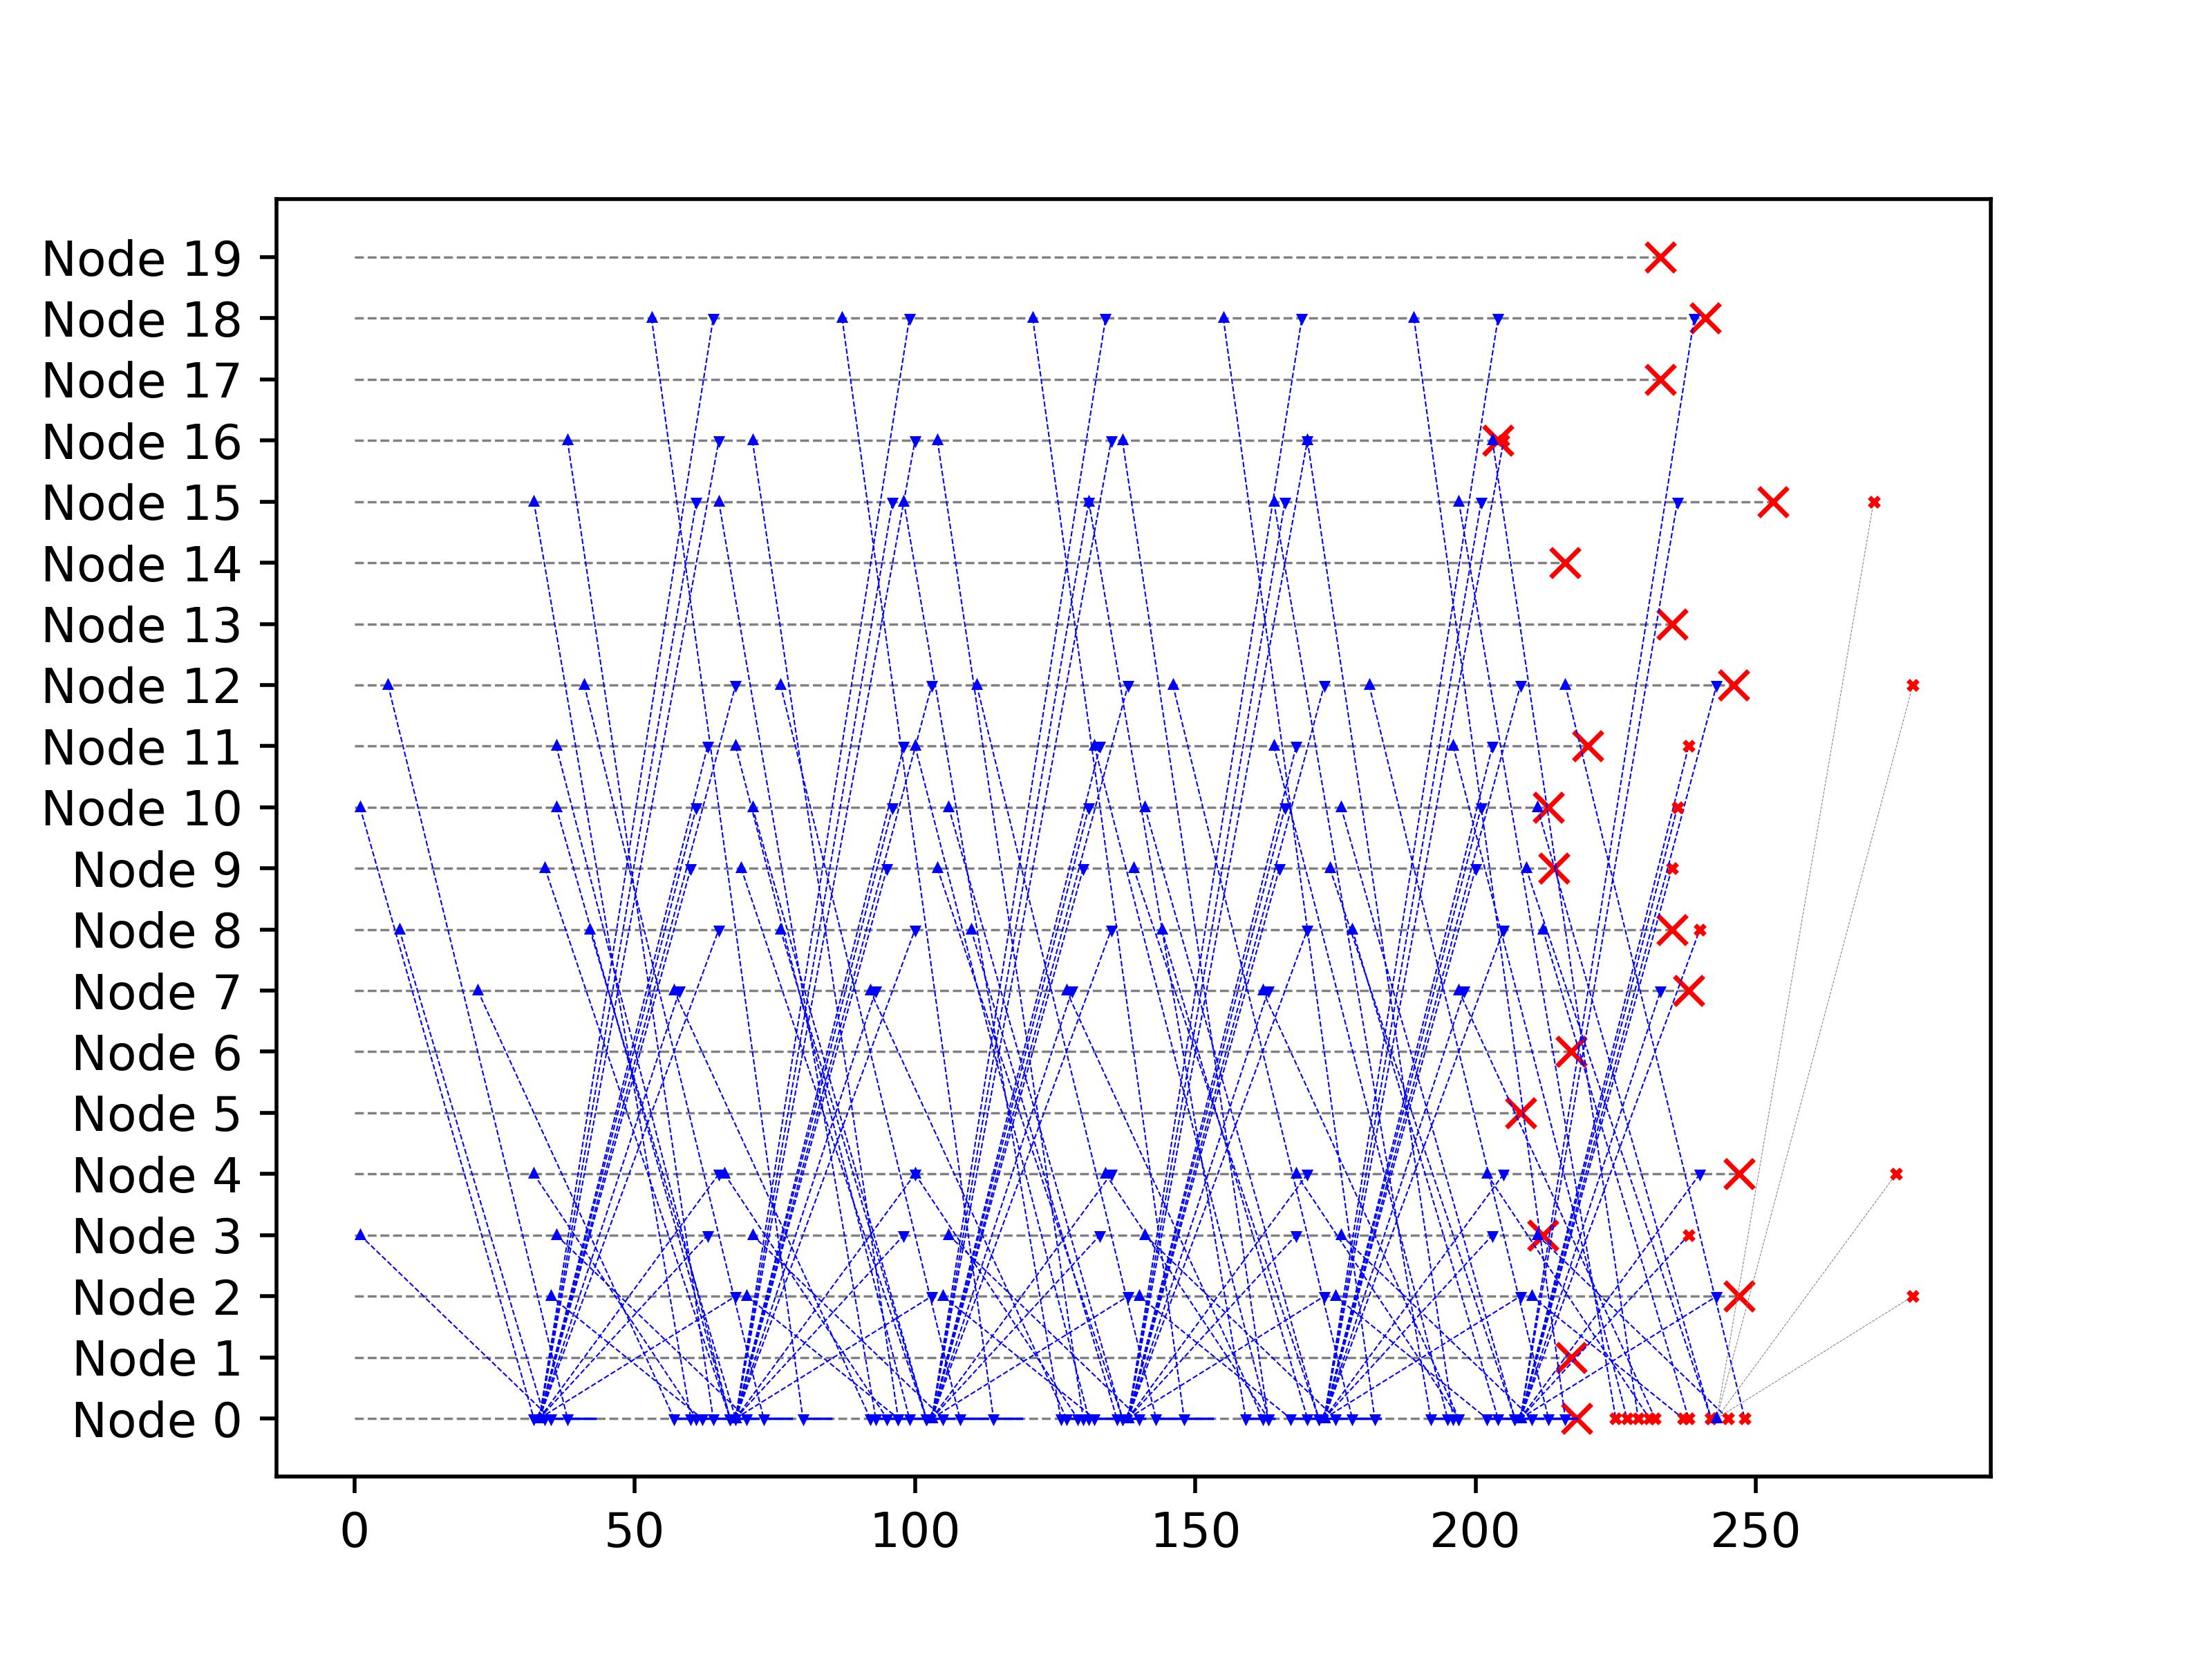 Node 19
Node 18
Node 17
Node 16
Node 15
Node 14
Node 13
Node 12
Node 11
Node 10
Node 9
Node 8
Node 7
Node 6
Node 5
Node 4
Node 3
Node 2
Node 1
Node 0
0 50 100 150 200 250